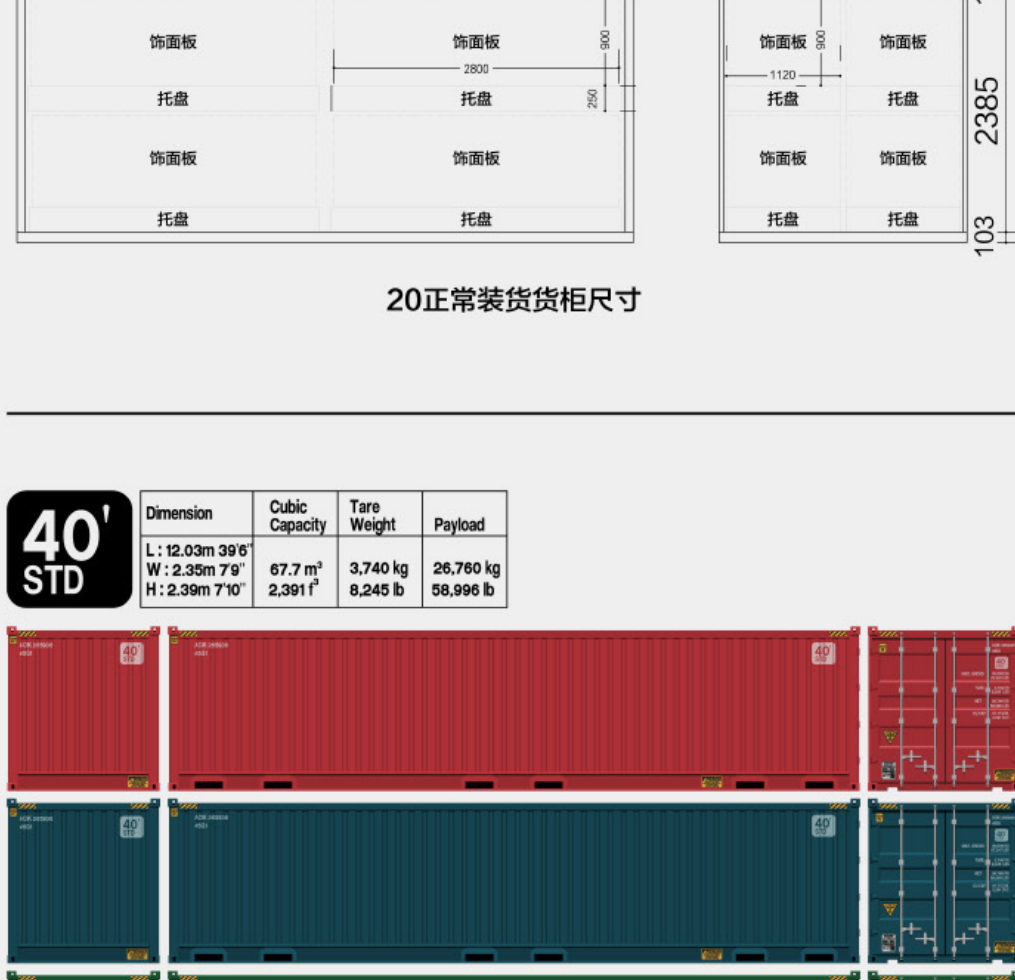 饰面板 饰面板 900 饰面板 900 饰面板
2800 1120
托盘 托盘 250 托盘 托盘
2385
饰面板 饰面板 饰面板 饰面板
托盘 托盘 托盘 托盘
103
20正常装货货柜尺寸
40'
STD
Dimension
Cubic
Capacity
Tare
Weight
Payload
L : 12.03m 39'6"
W : 2.35m 7'9"
H : 2.39m 7'10"
67.7 m³
2,391 f³
3,740 kg
8,245 lb
26,760 kg
58,996 lb
40'
STD
40'
STD
40'
40'
STD
40'
STD
40'